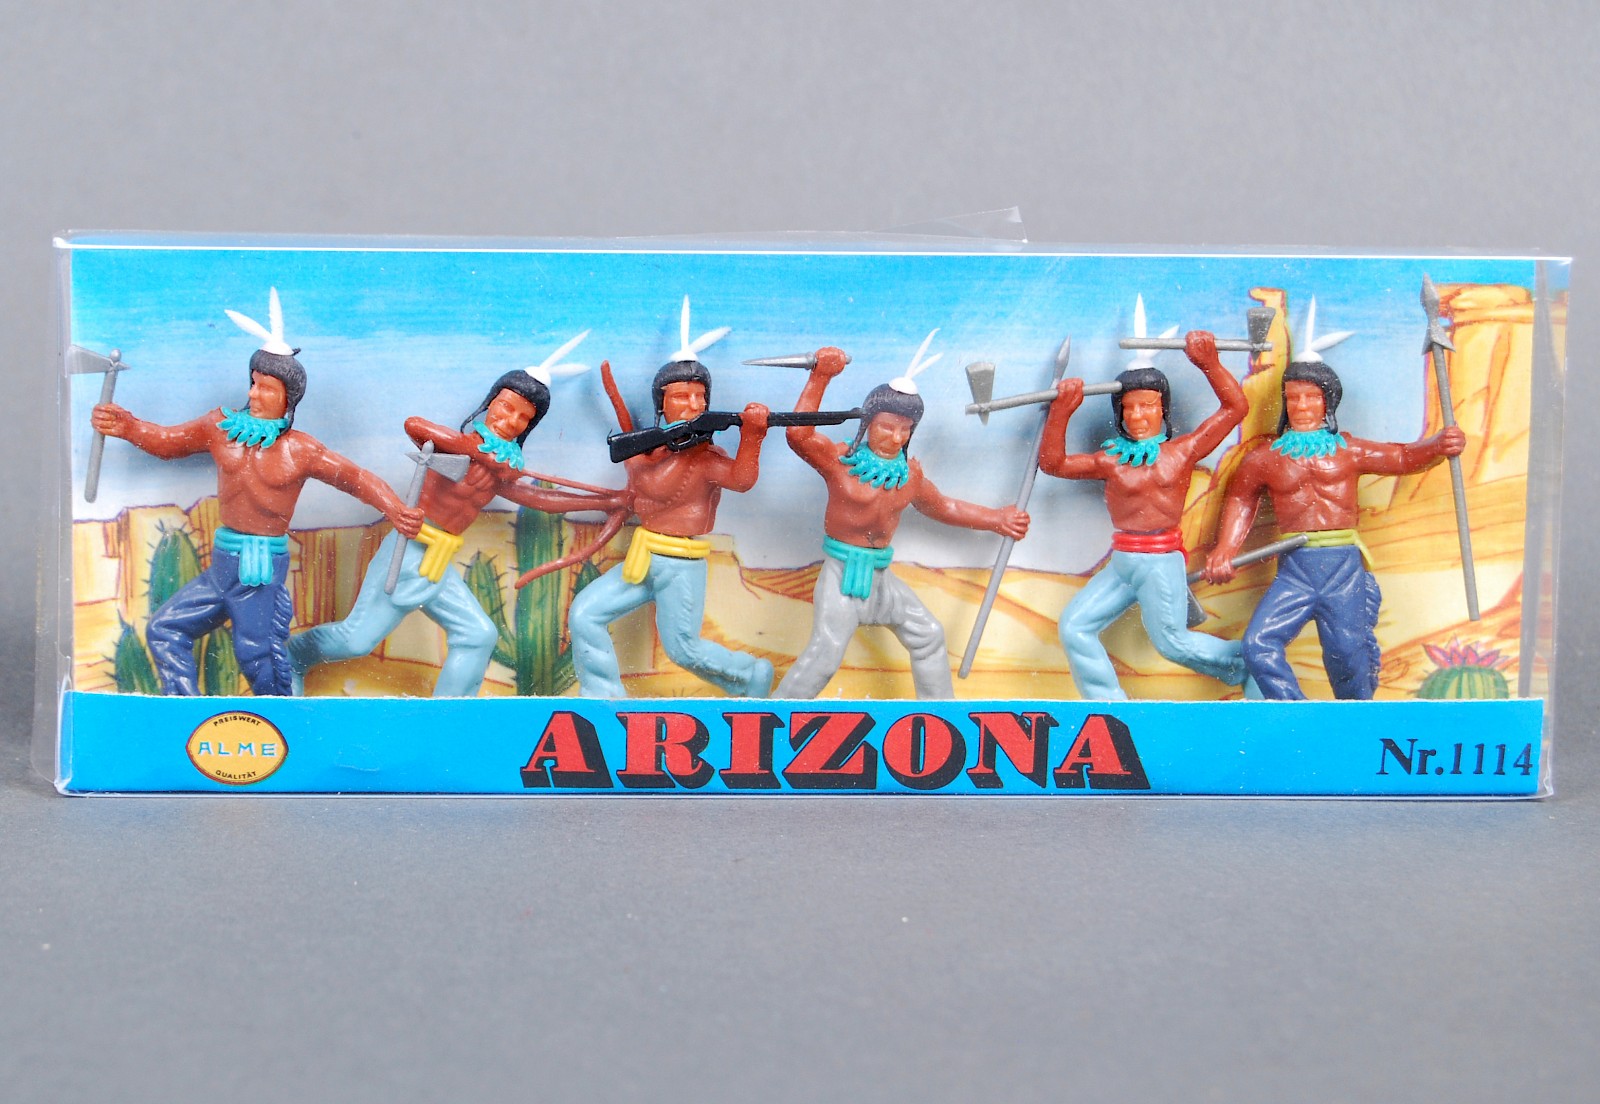 PREISWERT
ALME
QUALITÄT
ARIZONA
Nr.1114